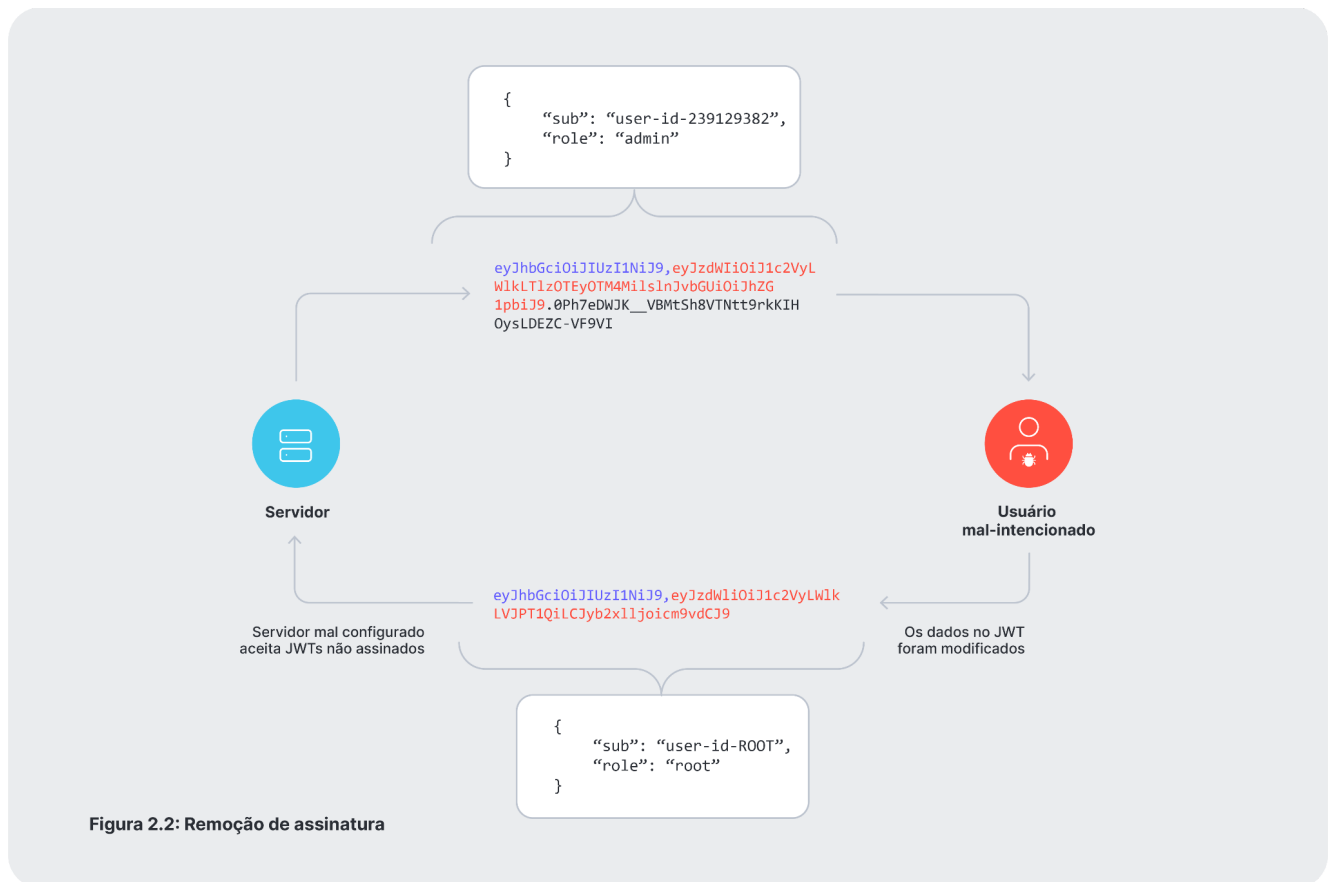 {
“sub”: “user-id-239129382”,
“role”: “admin”
}
eyJhbGciOiJIUzI1NiJ9,eyJzdWIiOiJ1c2VyL
WlkLTlzOTEyOTM4MilslnJvbGUiOiJhZG
1pbiJ9.0Ph7eDWJK__VBMtSh8VTNtt9rkKIH
OysLDEZC-VF9VI
Servidor
Usuário
mal-intencionado
eyJhbGciOiJIUzI1NiJ9,eyJzdWliOiJ1c2VyLWlk
LVJPT1QiLCJyb2xlljoicm9vdCJ9
Servidor mal configurado
aceita JWTs não assinados
Os dados no JWT
foram modificados
{
“sub”: “user-id-ROOT”,
“role”: “root”
}
Figura 2.2: Remoção de assinatura